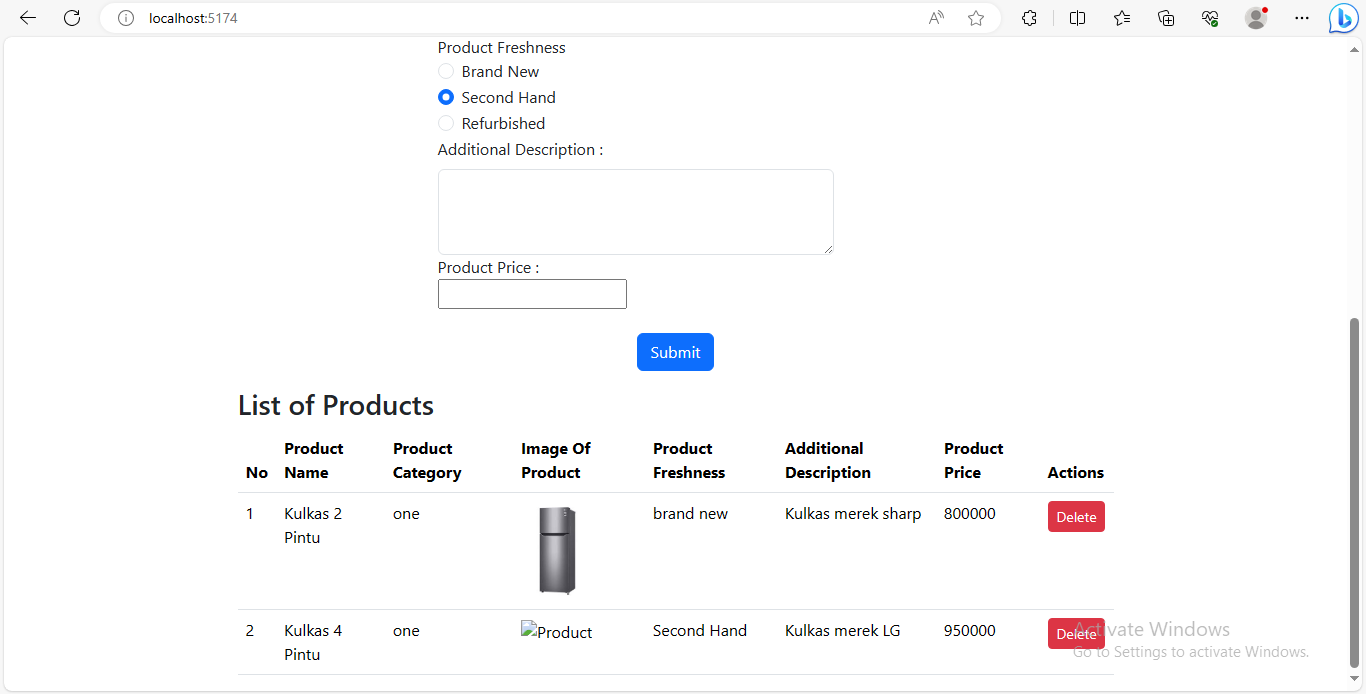 localhost:5174
Product Freshness
Brand New
Second Hand
Refurbished
Additional Description :
Product Price :
Submit
List of Products
No Product Name Product Category Image Of Product Product Freshness Additional Description Product Price Actions
1 Kulkas 2 Pintu one brand new Kulkas merek sharp 800000 Delete
2 Kulkas 4 Pintu one Product Second Hand Kulkas merek LG 950000 Delete
Activate Windows
Go to Settings to activate Windows.